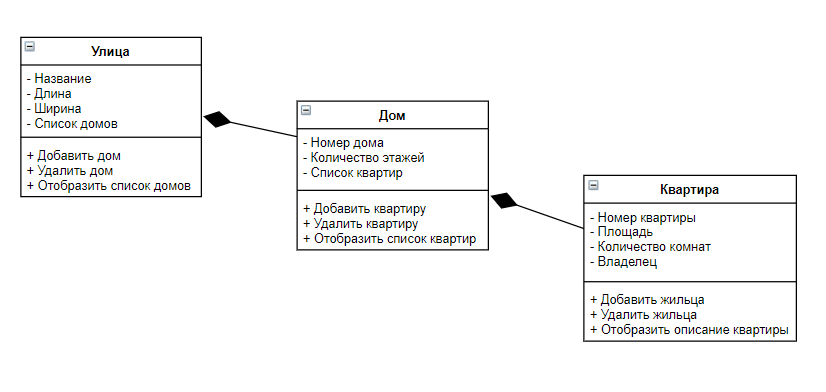 Улица
- Название
- Длина
- Ширина
- Список домов
+ Добавить дом
+ Удалить дом
+ Отобразить список домов
Дом
- Номер дома
- Количество этажей
- Список квартир
+ Добавить квартиру
+ Удалить квартиру
+ Отобразить список квартир
Квартира
- Номер квартиры
- Площадь
- Количество комнат
- Владелец
+ Добавить жильца
+ Удалить жильца
+ Отобразить описание квартиры